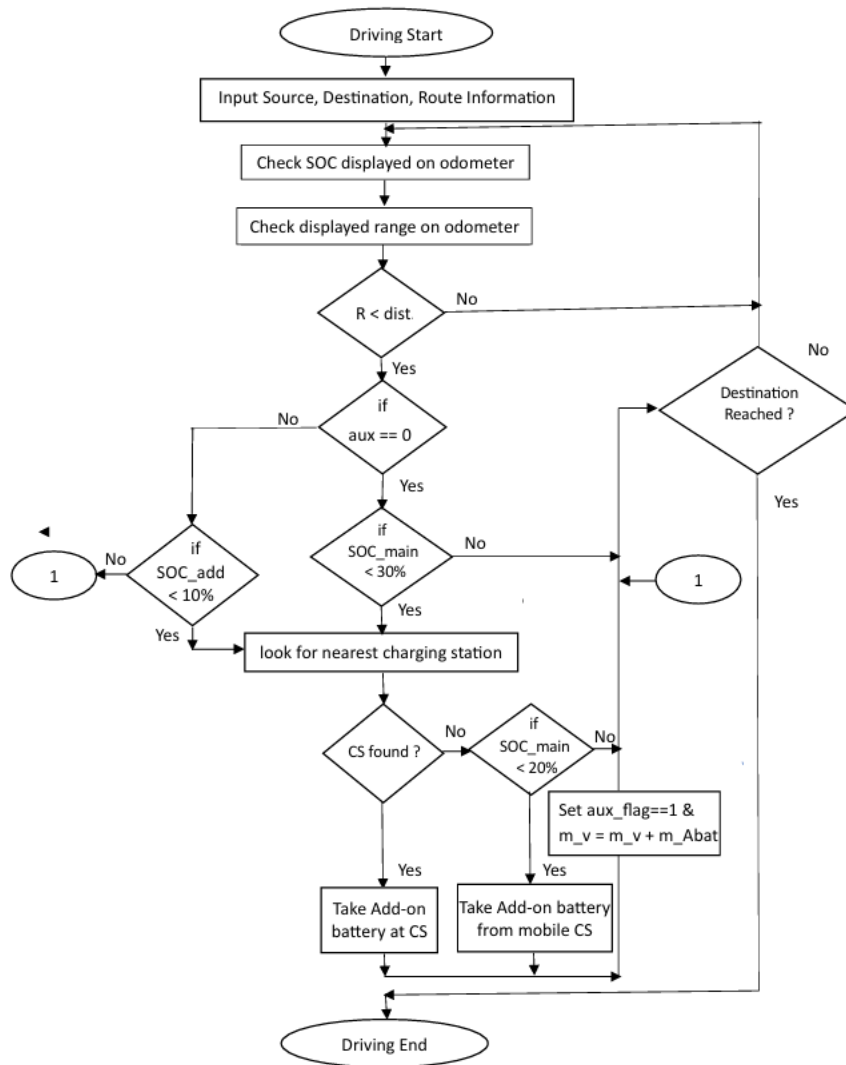 Driving Start
Input Source, Destination, Route Information
Check SOC displayed on odometer
Check displayed range on odometer
R < dist.
No
Yes
No
Destination
Reached ?
No
if
aux == 0
Yes
Yes
if
SOC_add
< 10%
No
1
Yes
if
SOC_main
< 30%
No
Yes
1
look for nearest charging station
CS found ?
No
if
SOC_main
< 20%
No
Set aux_flag==1 &
m_v = m_v + m_Abat
Yes
Yes
Take Add-on
battery at CS
Take Add-on battery
from mobile CS
Driving End